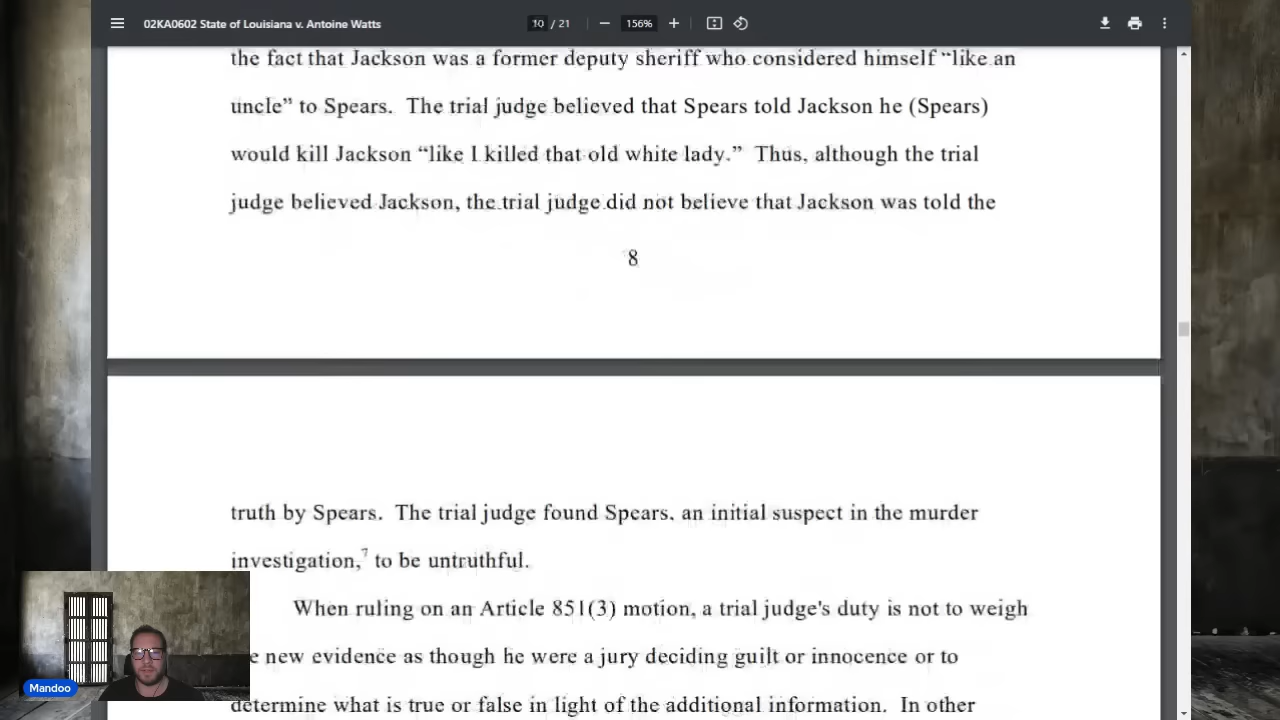 02KA0602 State of Louisiana v. Antoine Watts
10 / 21
156%
the fact that Jackson was a former deputy sheriff who considered himself “like an
uncle” to Spears. The trial judge believed that Spears told Jackson he (Spears)
would kill Jackson “like I killed that old white lady.” Thus, although the trial
judge believed Jackson, the trial judge did not believe that Jackson was told the
8
truth by Spears. The trial judge found Spears, an initial suspect in the murder
investigation,7 to be untruthful.
When ruling on an Article 851(3) motion, a trial judge's duty is not to weigh
e new evidence as though he were a jury deciding guilt or innocence or to
determine what is true or false in light of the additional information. In other
Mandoo